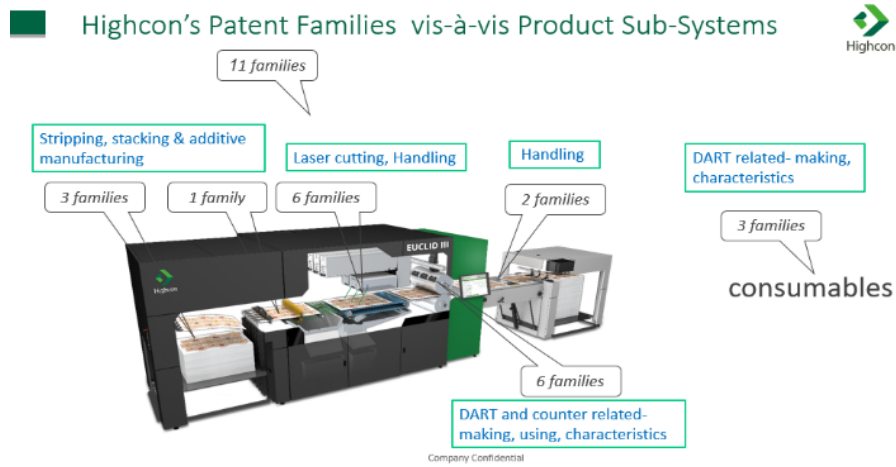 Highcon's Patent Families vis-à-vis Product Sub-Systems
Highcon
11 families
Stripping, stacking & additive
manufacturing
Laser cutting, Handling
Handling
DART related- making,
characteristics
3 families
1 family
6 families
2 families
3 families
EUCLID III
Highcon
consumables
6 families
DART and counter related-
making, using, characteristics
Company Confidential